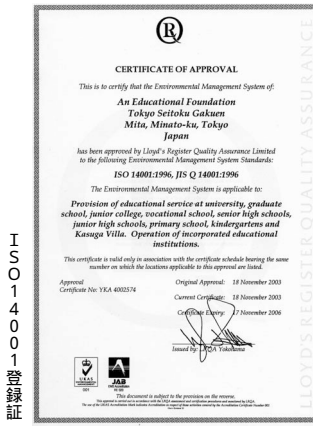 CERTIFICATE OF APPROVAL
This is to certify that the Environmental Management System of:
An Educational Foundation
Tokyo Seitoku Gakuen
Mita, Minato-ku, Tokyo
Japan
has been approved by Lloyd's Register Quality Assurance Limited
to the following Environmental Management System Standards:
ISO 14001:1996, JIS Q 14001:1996
The Environmental Management System is applicable to:
Provision of educational service at university, graduate
school, junior college, vocational school, senior high schools,
junior high schools, primary school, kindergartens and
Kasuga Villa. Operation of incorporated educational
institutions.
This certificate is valid only in association with the certificate schedule bearing the same
number on which the locations applicable to this approval are listed.
Approval
Certificate No: YKA 4002574
Original Approval: 18 November 2003
Current Certificate: 18 November 2003
Certificate Expiry: 17 November 2006
Issued by: LRQA Yokohama
UKAS
JAB
This document is subject to the provision on the reverse.
LLOYD'S REGISTER QUALITY ASSURANCE
ISO14001登録証